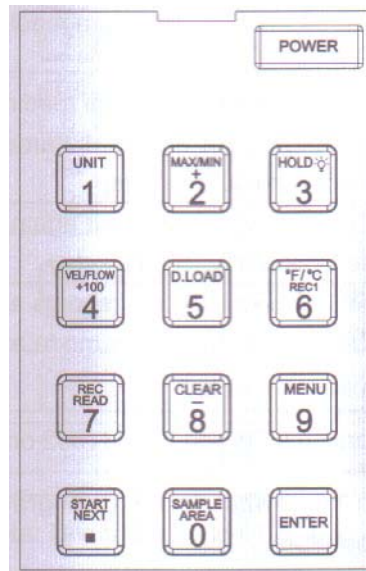 POWER
UNIT
1
MAX/MIN
+
2
HOLD
3
VEL/FLOW
+100
4
D.LOAD
5
°F/°C
REC1
6
REC
READ
7
CLEAR
–
8
MENU
9
START
NEXT
.
SAMPLE
AREA
0
ENTER